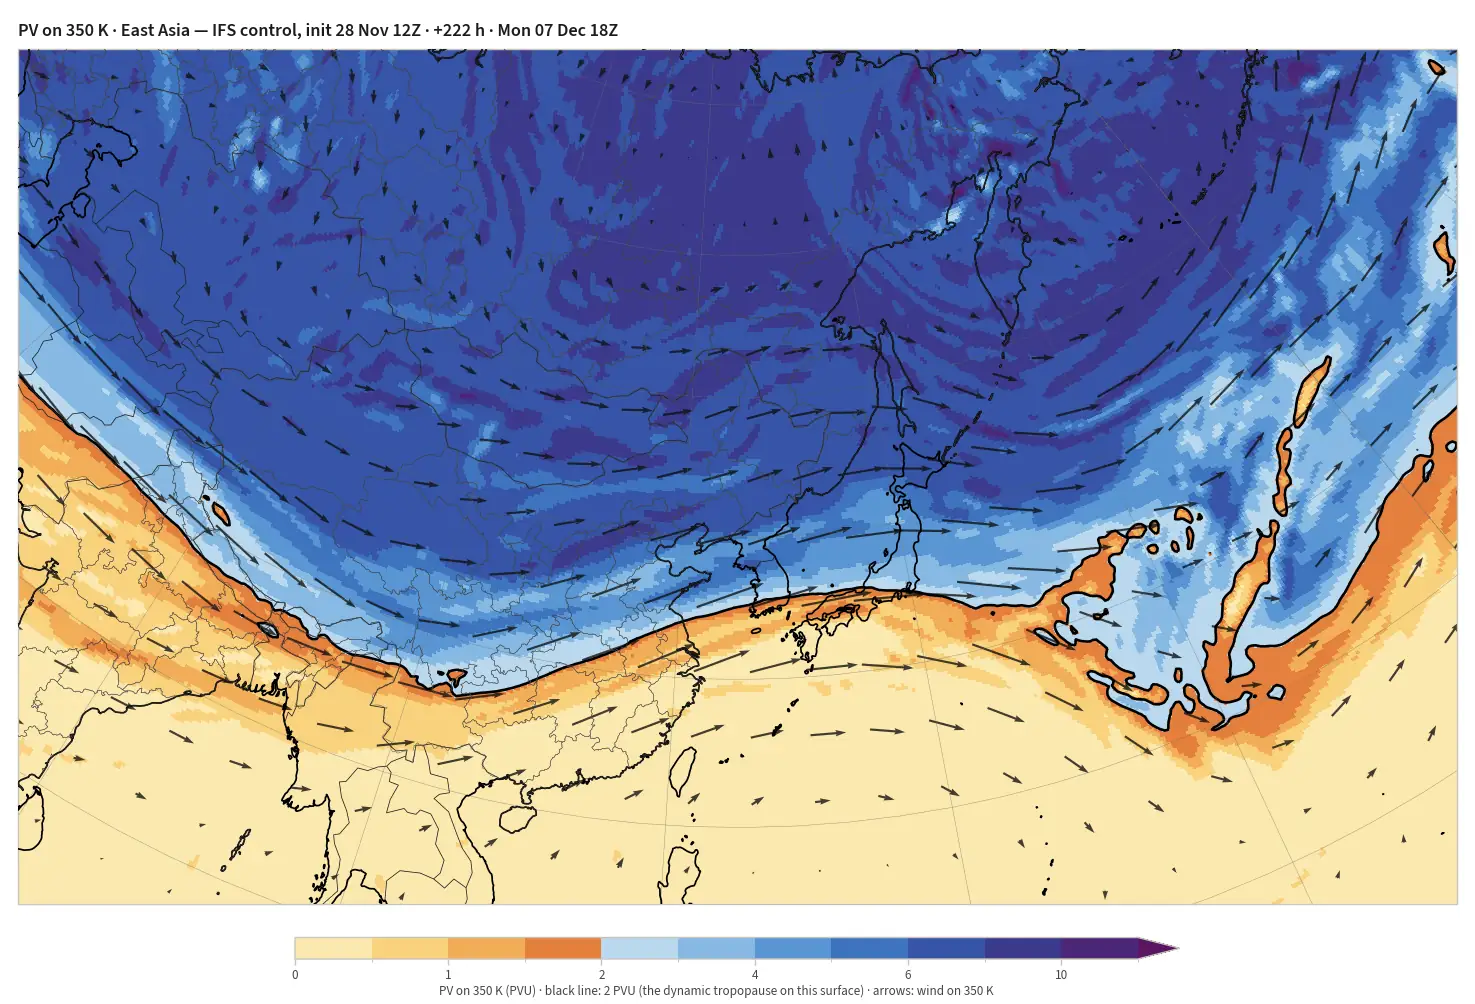 PV on 350 K · East Asia — IFS control, init 28 Nov 12Z · +222 h · Mon 07 Dec 18Z
0 1 2 4 6 10
PV on 350 K (PVU) · black line: 2 PVU (the dynamic tropopause on this surface) · arrows: wind on 350 K